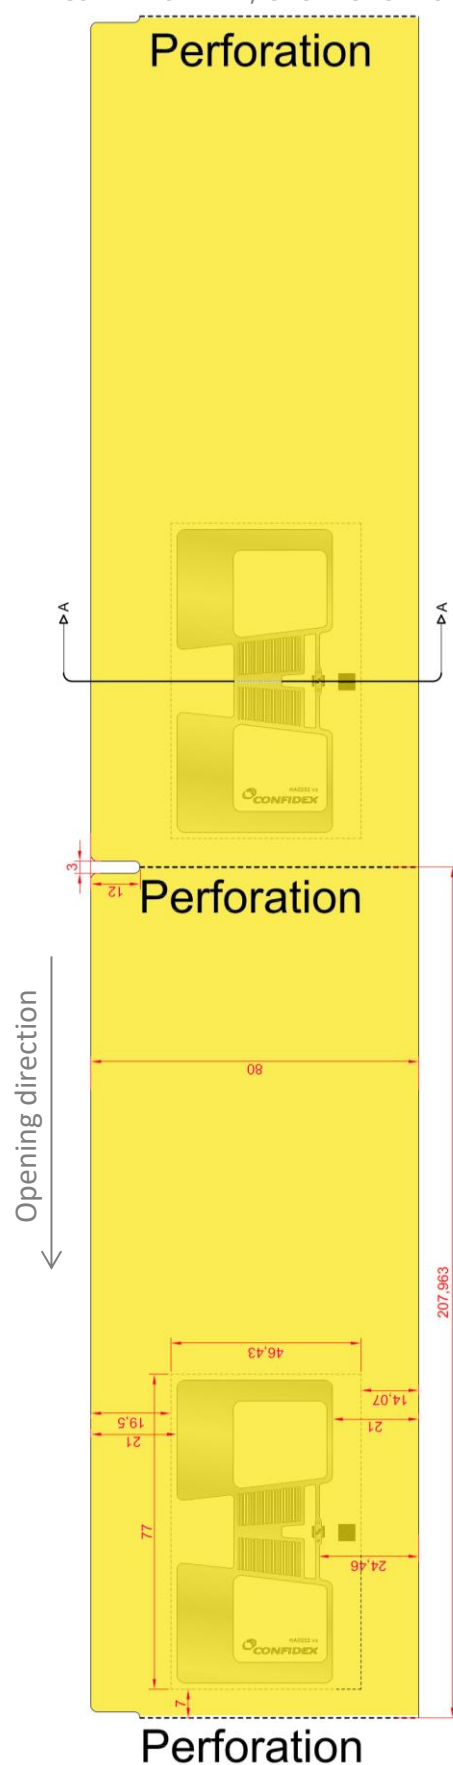 Perforation
A
A
CONFIDEX
3
12
Perforation
Opening direction
80
207,963
46,43
19,5
14,07
21
21
77
24,46
CONFIDEX
7
Perforation